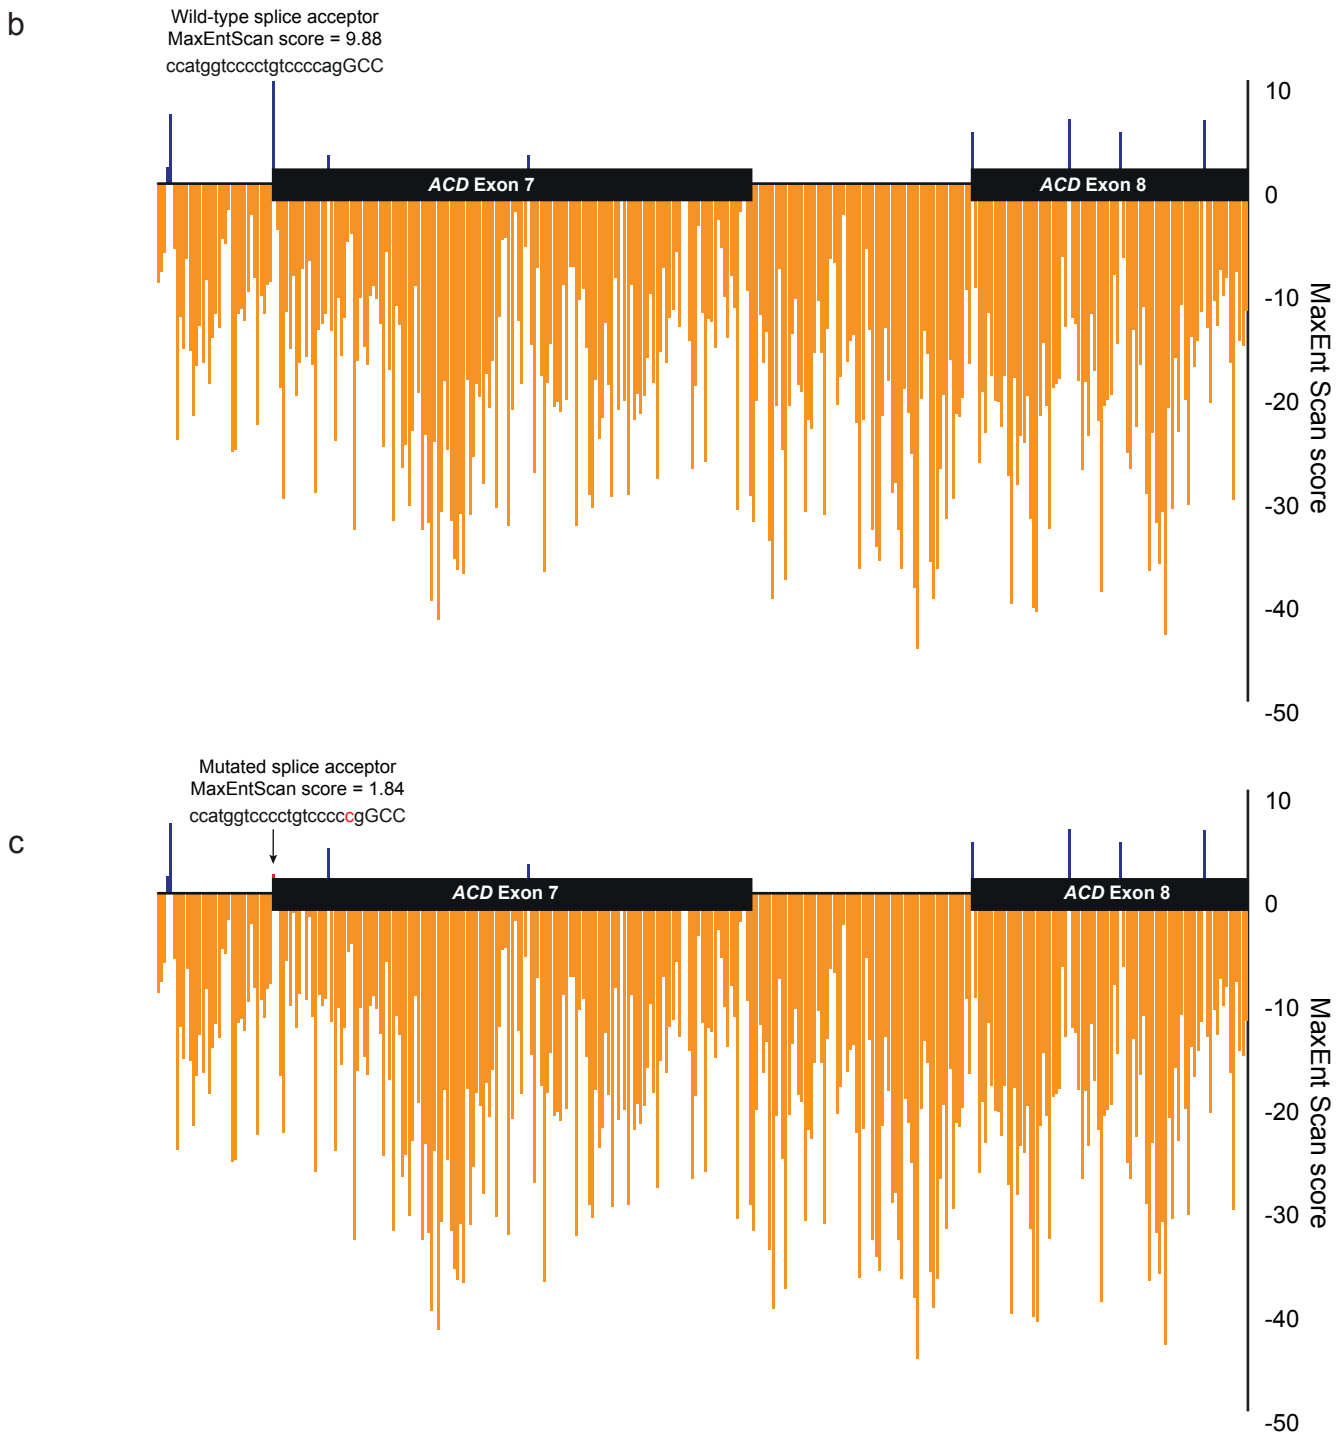 b
Wild-type splice acceptor
MaxEntScan score = 9.88
ccatggtcccctgtccccagGCC
10
ACD Exon 7
ACD Exon 8
0
-10
-20
-30
-40
-50
MaxEnt Scan score
c
Mutated splice acceptor
MaxEntScan score = 1.84
ccatggtcccctgtcccccgGCC
10
ACD Exon 7
ACD Exon 8
0
-10
-20
-30
-40
-50
MaxEnt Scan score